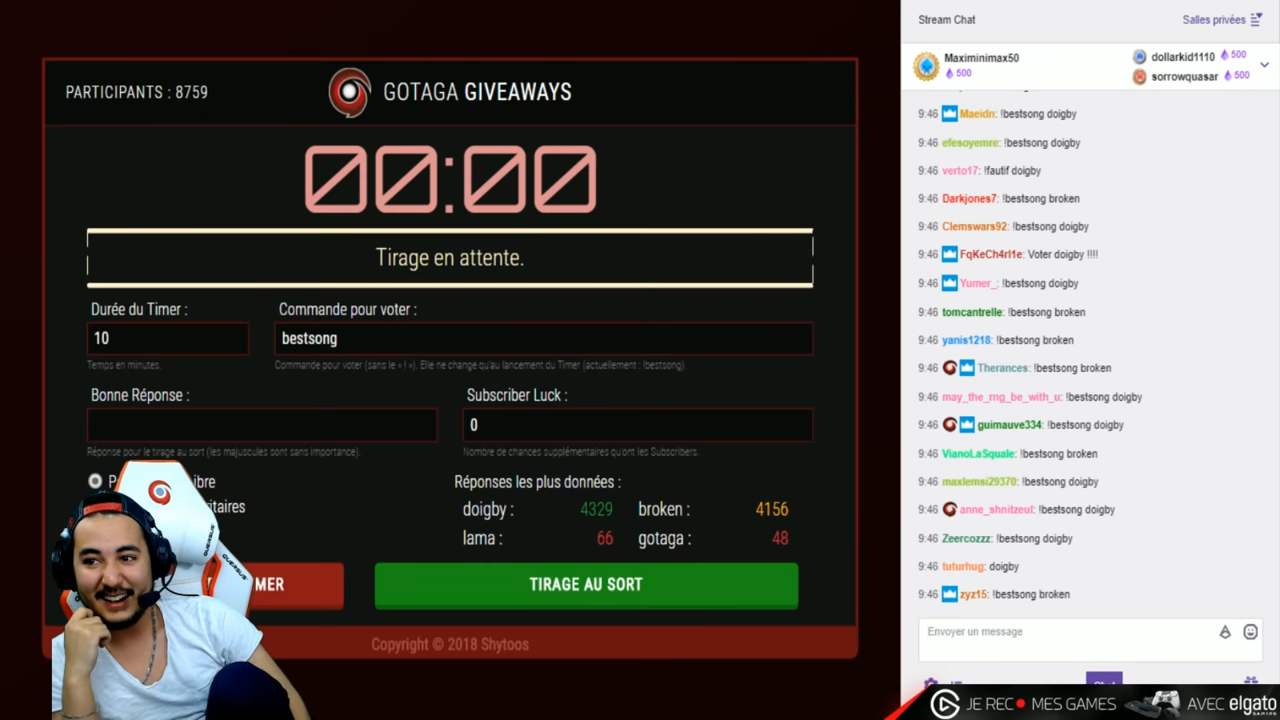 PARTICIPANTS : 8759
GOTAGA GIVEAWAYS
00:00
Tirage en attente.
Durée du Timer :
Commande pour voter :
10
bestsong
Temps en minutes.
Commande pour voter (sans le « ! »). Elle ne change qu'au lancement du Timer (actuellement : !bestsong).
Bonne Réponse :
Subscriber Luck :
0
Réponse pour le tirage au sort (les majuscules sont sans importance).
Nombre de chances supplémentaires qu'ont les Subscribers.
P ibre
itaires
Réponses les plus données :
doigby : 4329 broken : 4156
lama : 66 gotaga : 48
MER
TIRAGE AU SORT
Copyright © 2018 Shytoos
QUERSUS
QUERSUS
Stream Chat
Salles privées
Maximinimax50
500
dollarkid1110 500
sorrowquasar 500
9:46 Maeidn: !bestsong doigby
9:46 efesoyemre: !bestsong doigby
9:46 verto17: !fautif doigby
9:46 Darkjones7: !bestsong broken
9:46 Clemswars92: !bestsong doigby
9:46 FqKeCh4rl1e: Voter doigby !!!!
9:46 Yumer_: !bestsong doigby
9:46 tomcantrelle: !bestsong broken
9:46 yanis1218: !bestsong broken
9:46 Therances: !bestsong broken
9:46 may_the_rng_be_with_u: !bestsong doigby
9:46 guimauve334: !bestsong doigby
9:46 VianoLaSquale: !bestsong broken
9:46 maxlemsi29370: !bestsong doigby
9:46 anne_shnitzeut: !bestsong doigby
9:46 Zeercozzz: !bestsong doigby
9:46 tuturhug: doigby
9:46 zyz15: !bestsong broken
Envoyer un message
JE REC MES GAMES AVEC elgato
GAMING